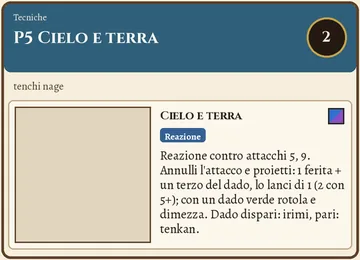 Tecniche
P5 Cielo e terra
2
tenchi nage
Cielo e terra
Reazione
Reazione contro attacchi 5, 9.
Annulli l'attacco e proietti: 1 ferita +
un terzo del dado, lo lanci di 1 (2 con
5+); con un dado verde rotola e
dimezza. Dado dispari: irimi, pari:
tenkan.